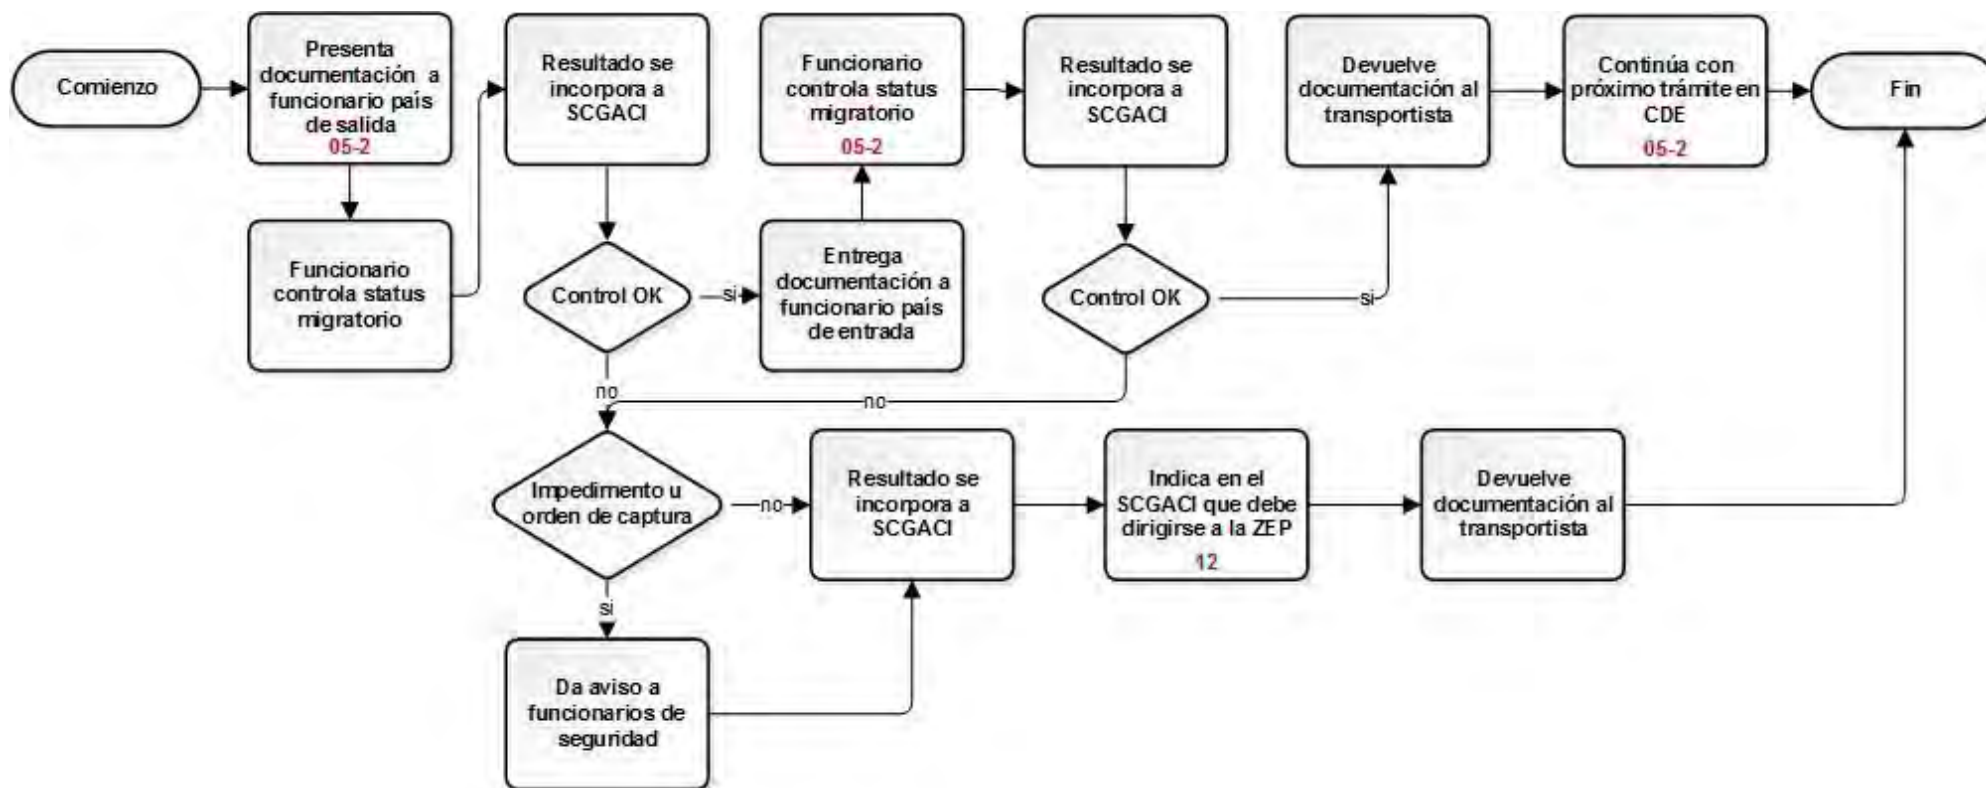 Comienzo
Presenta
documentación a
funcionario país
de salida
05-2
Funcionario
controla status
migratorio
Resultado se
incorpora a
SCGACI
Control OK
si
Entrega
documentación a
funcionario país
de entrada
Funcionario
controla status
migratorio
05-2
Resultado se
incorpora a
SCGACI
Control OK
si
Devuelve
documentación al
transportista
Continúa con
próximo trámite en
CDE
05-2
Fin
no
no
Impedimento u
orden de captura
no
Resultado se
incorpora a
SCGACI
Indica en el
SCGACI que debe
dirigirse a la ZEP
12
Devuelve
documentación al
transportista
si
Da aviso a
funcionarios de
seguridad